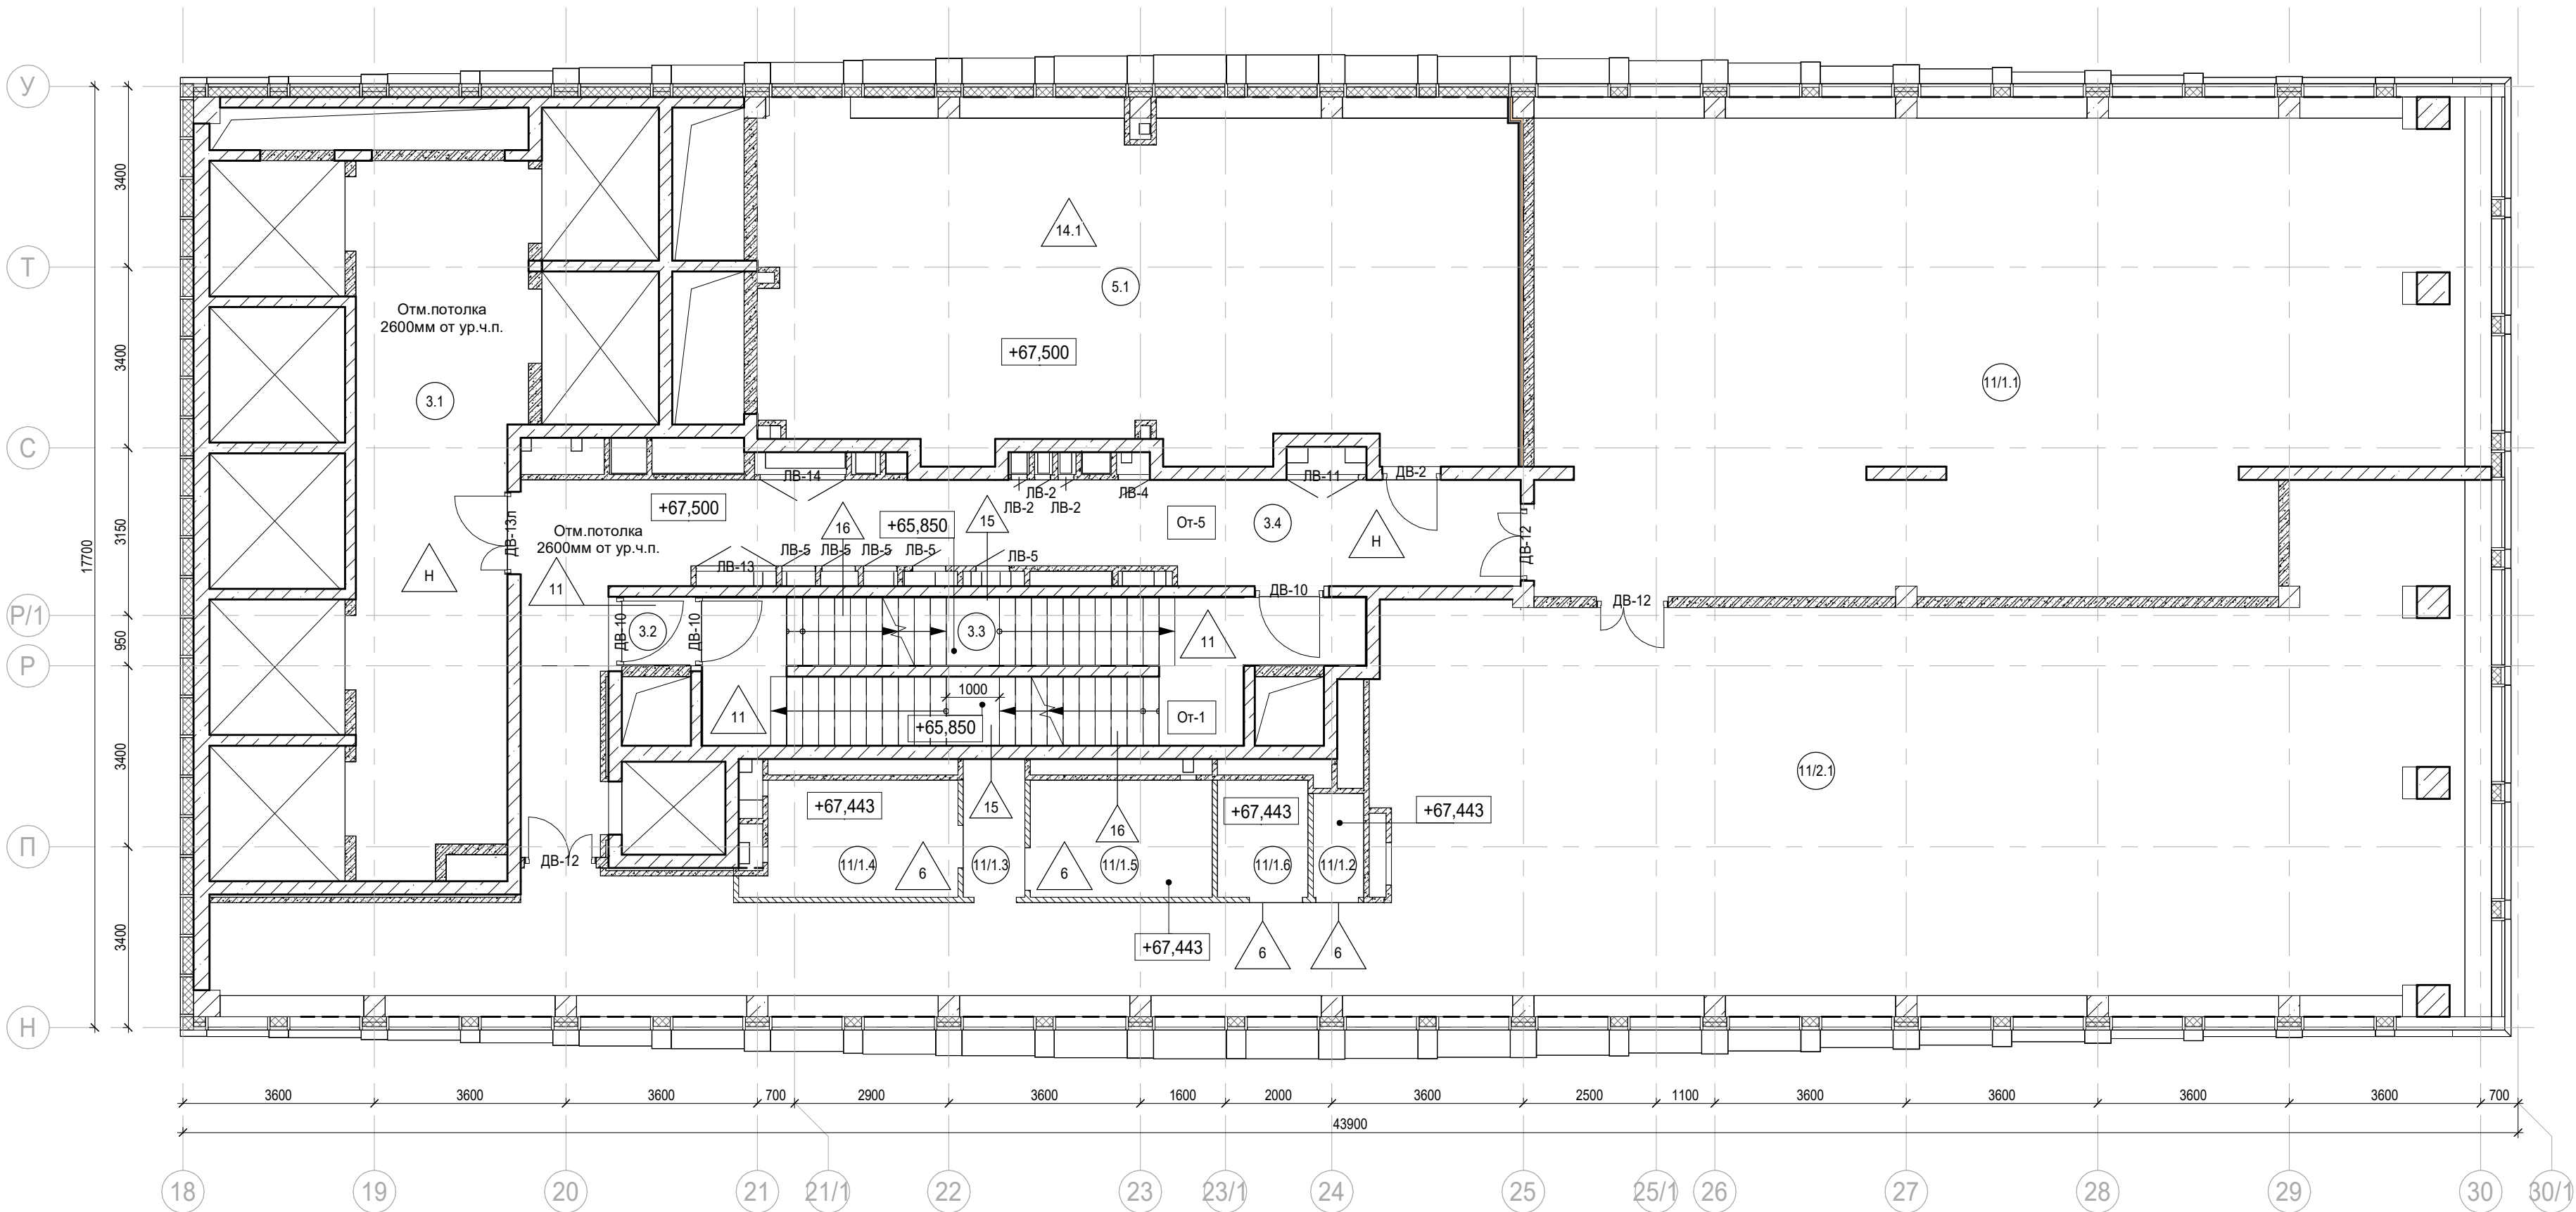 У
Т
С
Р/1
Р
П
Н
3400
3400
3150
950
3400
3400
17700
14.1
5.1
+67,500
Отм.потолка
2600мм от ур.ч.п.
3.1
11/1.1
ЛВ-14
ЛВ-2
ЛВ-2
ЛВ-2
ЛВ-4
ЛВ-11
ДВ-2
+67,500
16
+65,850
15
От-5
3.4
Н
ДВ-12
ДВ-13л
Отм.потолка
2600мм от ур.ч.п.
Н
11
ЛВ-13
ЛВ-5
ЛВ-5
ЛВ-5
ЛВ-5
ЛВ-5
ДВ-10
ДВ-12
ДВ-10
3.2
ДВ-10
3.3
11
1000
11
+65,850
От-1
11/2.1
+67,443
15
16
+67,443
+67,443
ДВ-12
11/1.4
6
11/1.3
6
11/1.5
11/1.6
11/1.2
+67,443
6
6
3600
3600
3600
700
2900
3600
1600
2000
3600
2500
1100
3600
3600
3600
3600
700
43900
18
19
20
21
21/1
22
23
23/1
24
25
25/1
26
27
28
29
30
30/1